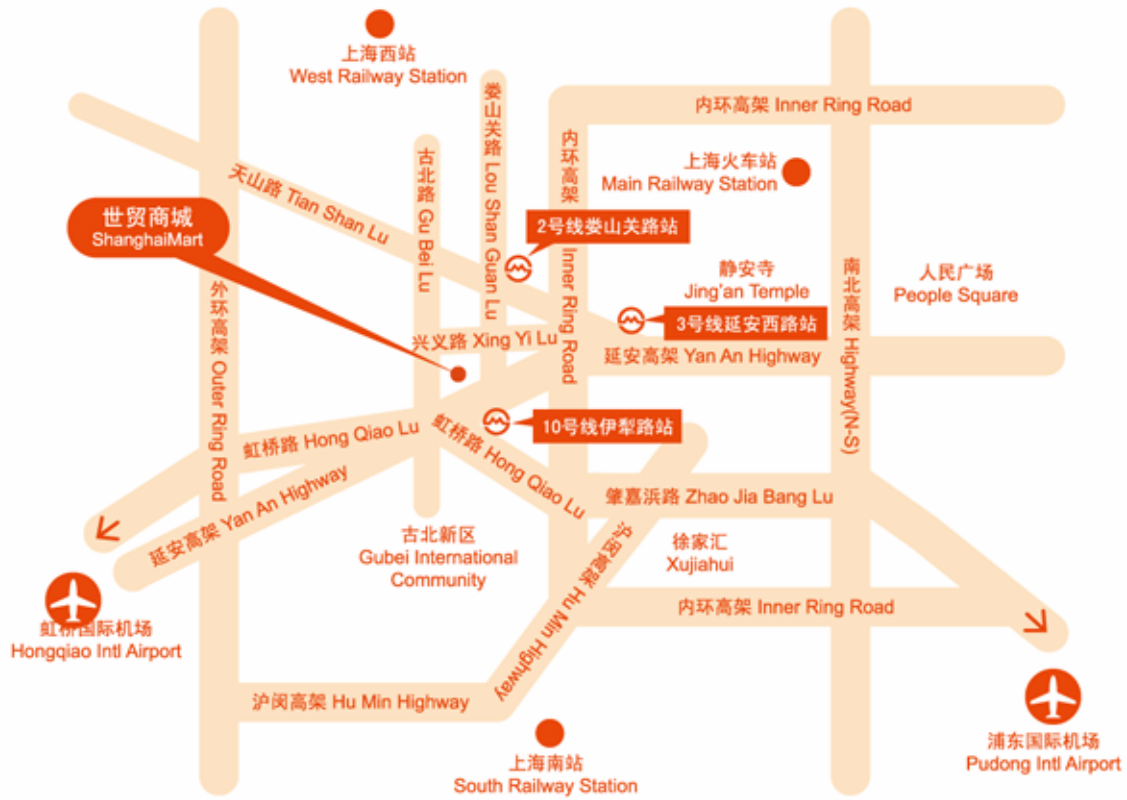 上海西站
West Railway Station
内环高架 Inner Ring Road
上海火车站
Main Railway Station
娄山关路 Lou Shan Guan Lu
内环高架 Inner Ring Road
古北路 Gu Bei Lu
天山路 Tian Shan Lu
世贸商城
ShanghaiMart
2号线娄山关路站
静安寺
Jing'an Temple
南北高架 Highway(N-S)
人民广场
People Square
外环高架 Outer Ring Road
3号线延安西路站
兴义路 Xing Yi Lu
延安高架 Yan An Highway
10号线伊犁路站
虹桥路 Hong Qiao Lu
虹桥路 Hong Qiao Lu
延安高架 Yan An Highway
肇嘉浜路 Zhao Jia Bang Lu
古北新区
Gubei International
Community
沪闵高架 Hu Min Highway
徐家汇
Xujiahui
内环高架 Inner Ring Road
虹桥国际机场
Hongqiao Intl Airport
沪闵高架 Hu Min Highway
上海南站
South Railway Station
浦东国际机场
Pudong Intl Airport